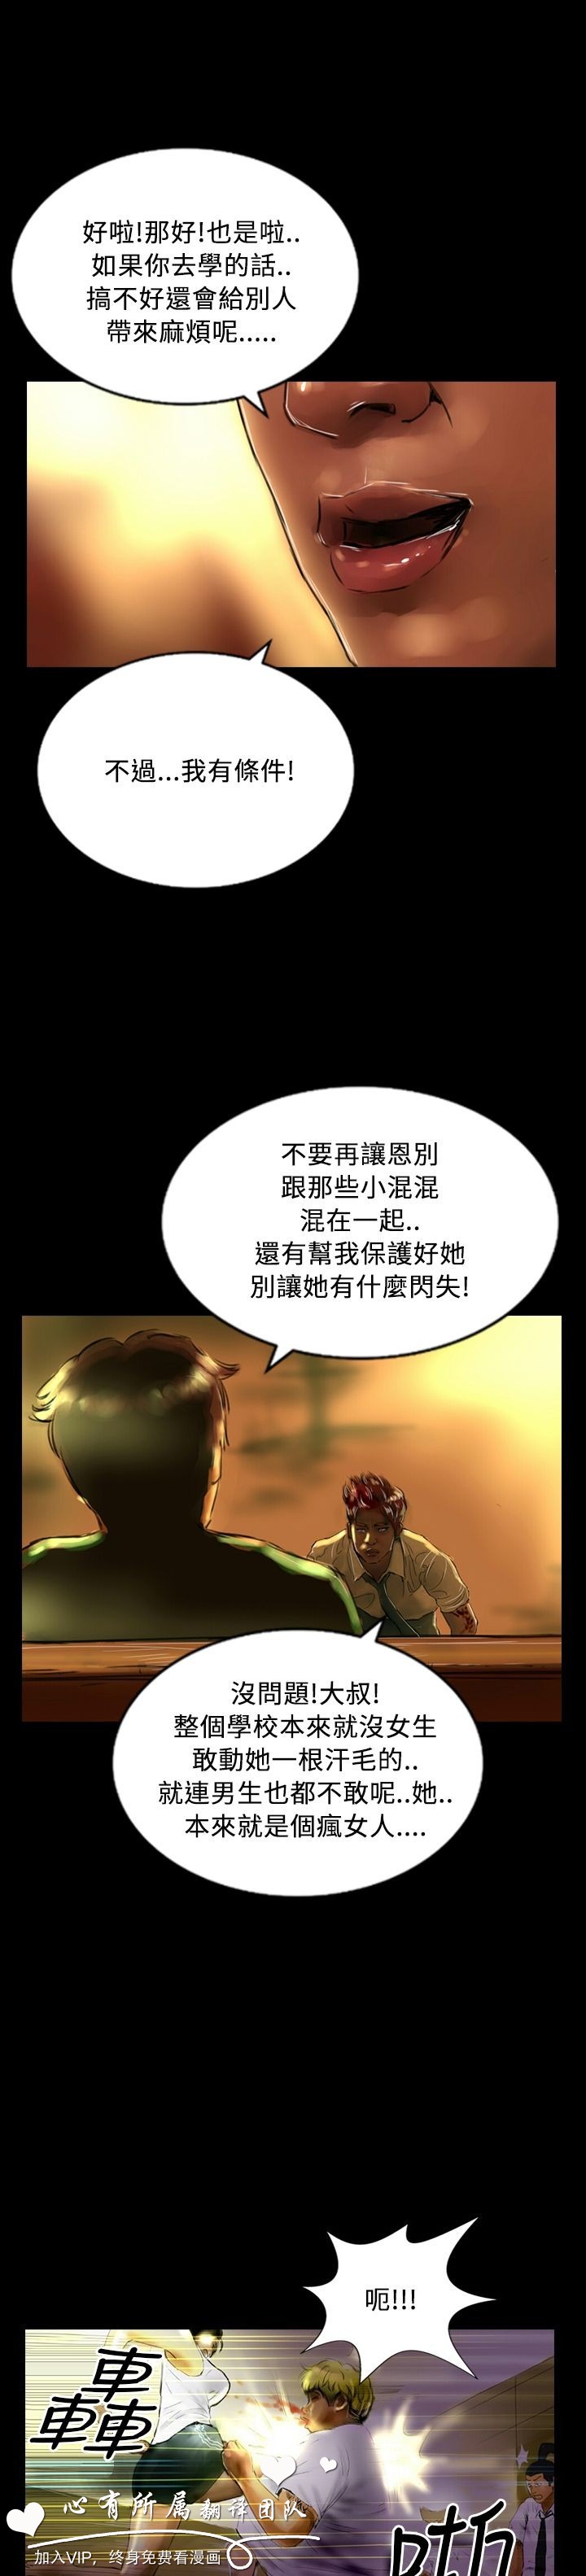 好啦!那好!也是啦..
如果你去學的話..
搞不好還會給別人
帶來麻煩呢.....
不過...我有條件!
不要再讓恩別
跟那些小混混
混在一起..
還有幫我保護好她
別讓她有什麼閃失!
沒問題!大叔!
整個學校本來就沒女生
敢動她一根汗毛的..
就連男生也都不敢呢..她..
本來就是個瘋女人....
呃!!!
轟
心有所属翻译团队
加入VIP，终身免费看漫画